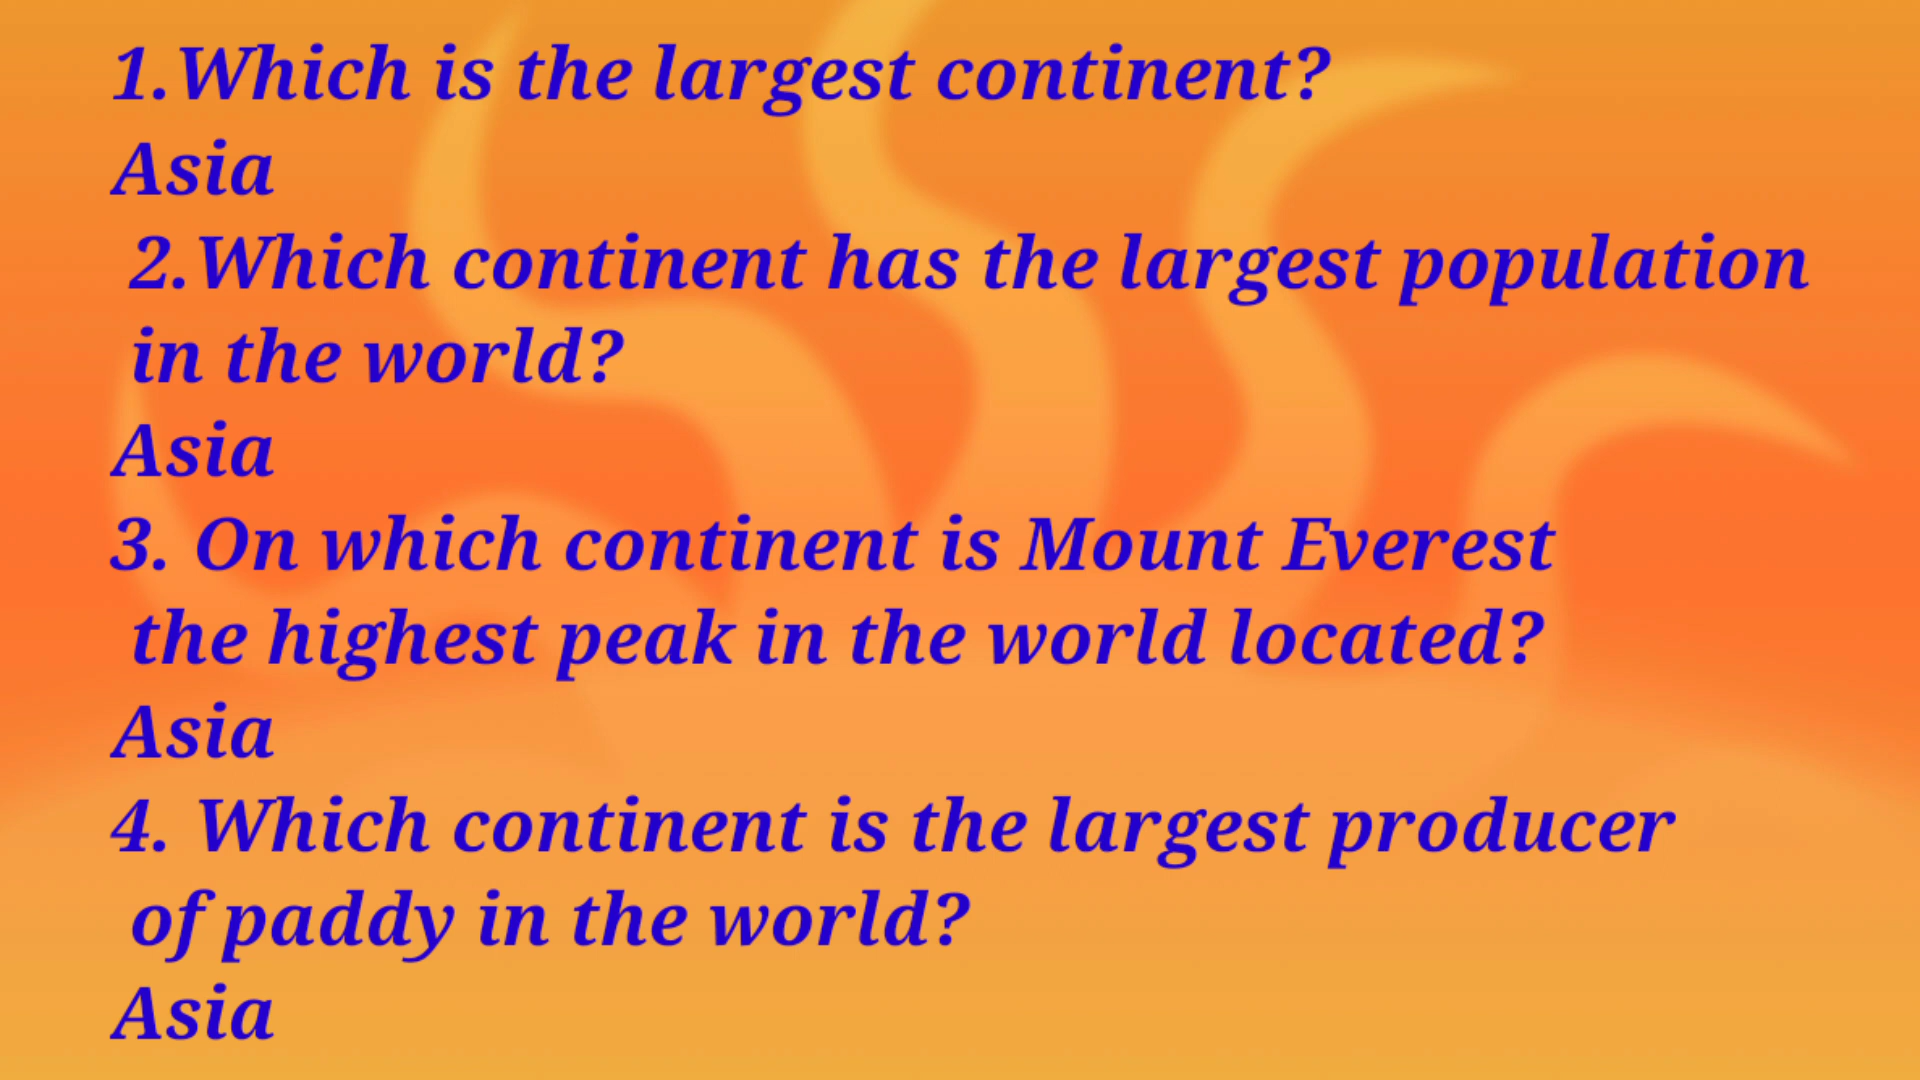 1.Which is the largest continent?
Asia
2.Which continent has the largest population
in the world?
Asia
3. On which continent is Mount Everest
the highest peak in the world located?
Asia
4. Which continent is the largest producer
of paddy in the world?
Asia